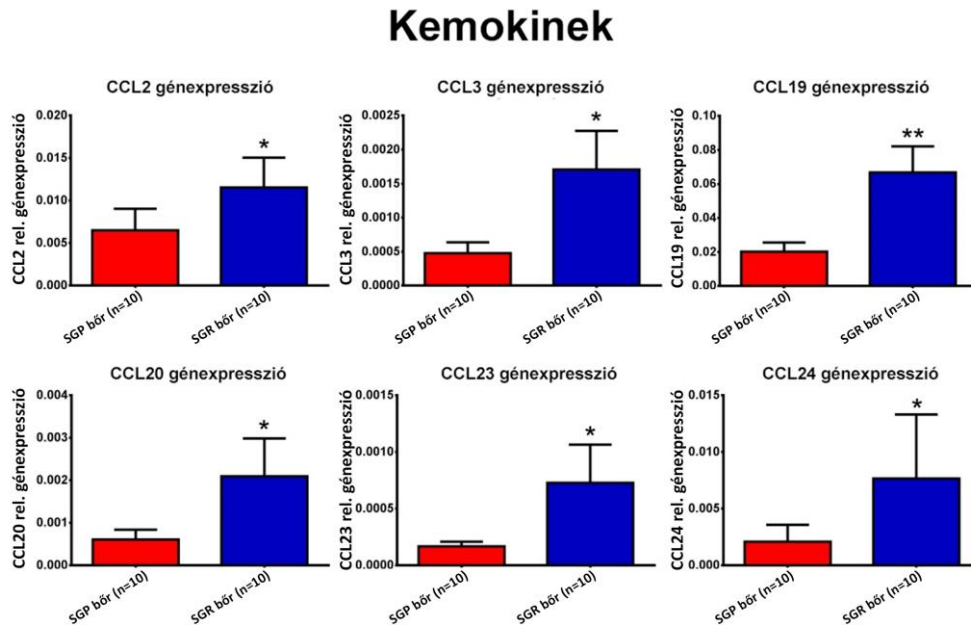 Kemokinek
CCL2 génexpresszió
CCL2 rel. génexpresszió
0.020
0.015
0.010
0.005
0.000
*
SGP bőr (n=10)
SGR bőr (n=10)
CCL3 génexpresszió
CCL3 rel. génexpresszió
0.0025
0.0020
0.0015
0.0010
0.0005
0.0000
*
SGP bőr (n=10)
SGR bőr (n=10)
CCL19 génexpresszió
CCL19 rel. génexpresszió
0.10
0.08
0.06
0.04
0.02
0.00
**
SGP bőr (n=10)
SGR bőr (n=10)
CCL20 génexpresszió
CCL20 rel. génexpresszió
0.004
0.003
0.002
0.001
0.000
*
SGP bőr (n=10)
SGR bőr (n=10)
CCL23 génexpresszió
CCL23 rel. génexpresszió
0.0015
0.0010
0.0005
0.0000
*
SGP bőr (n=10)
SGR bőr (n=10)
CCL24 génexpresszió
CCL24 rel. génexpresszió
0.015
0.010
0.005
0.000
*
SGP bőr (n=10)
SGR bőr (n=10)